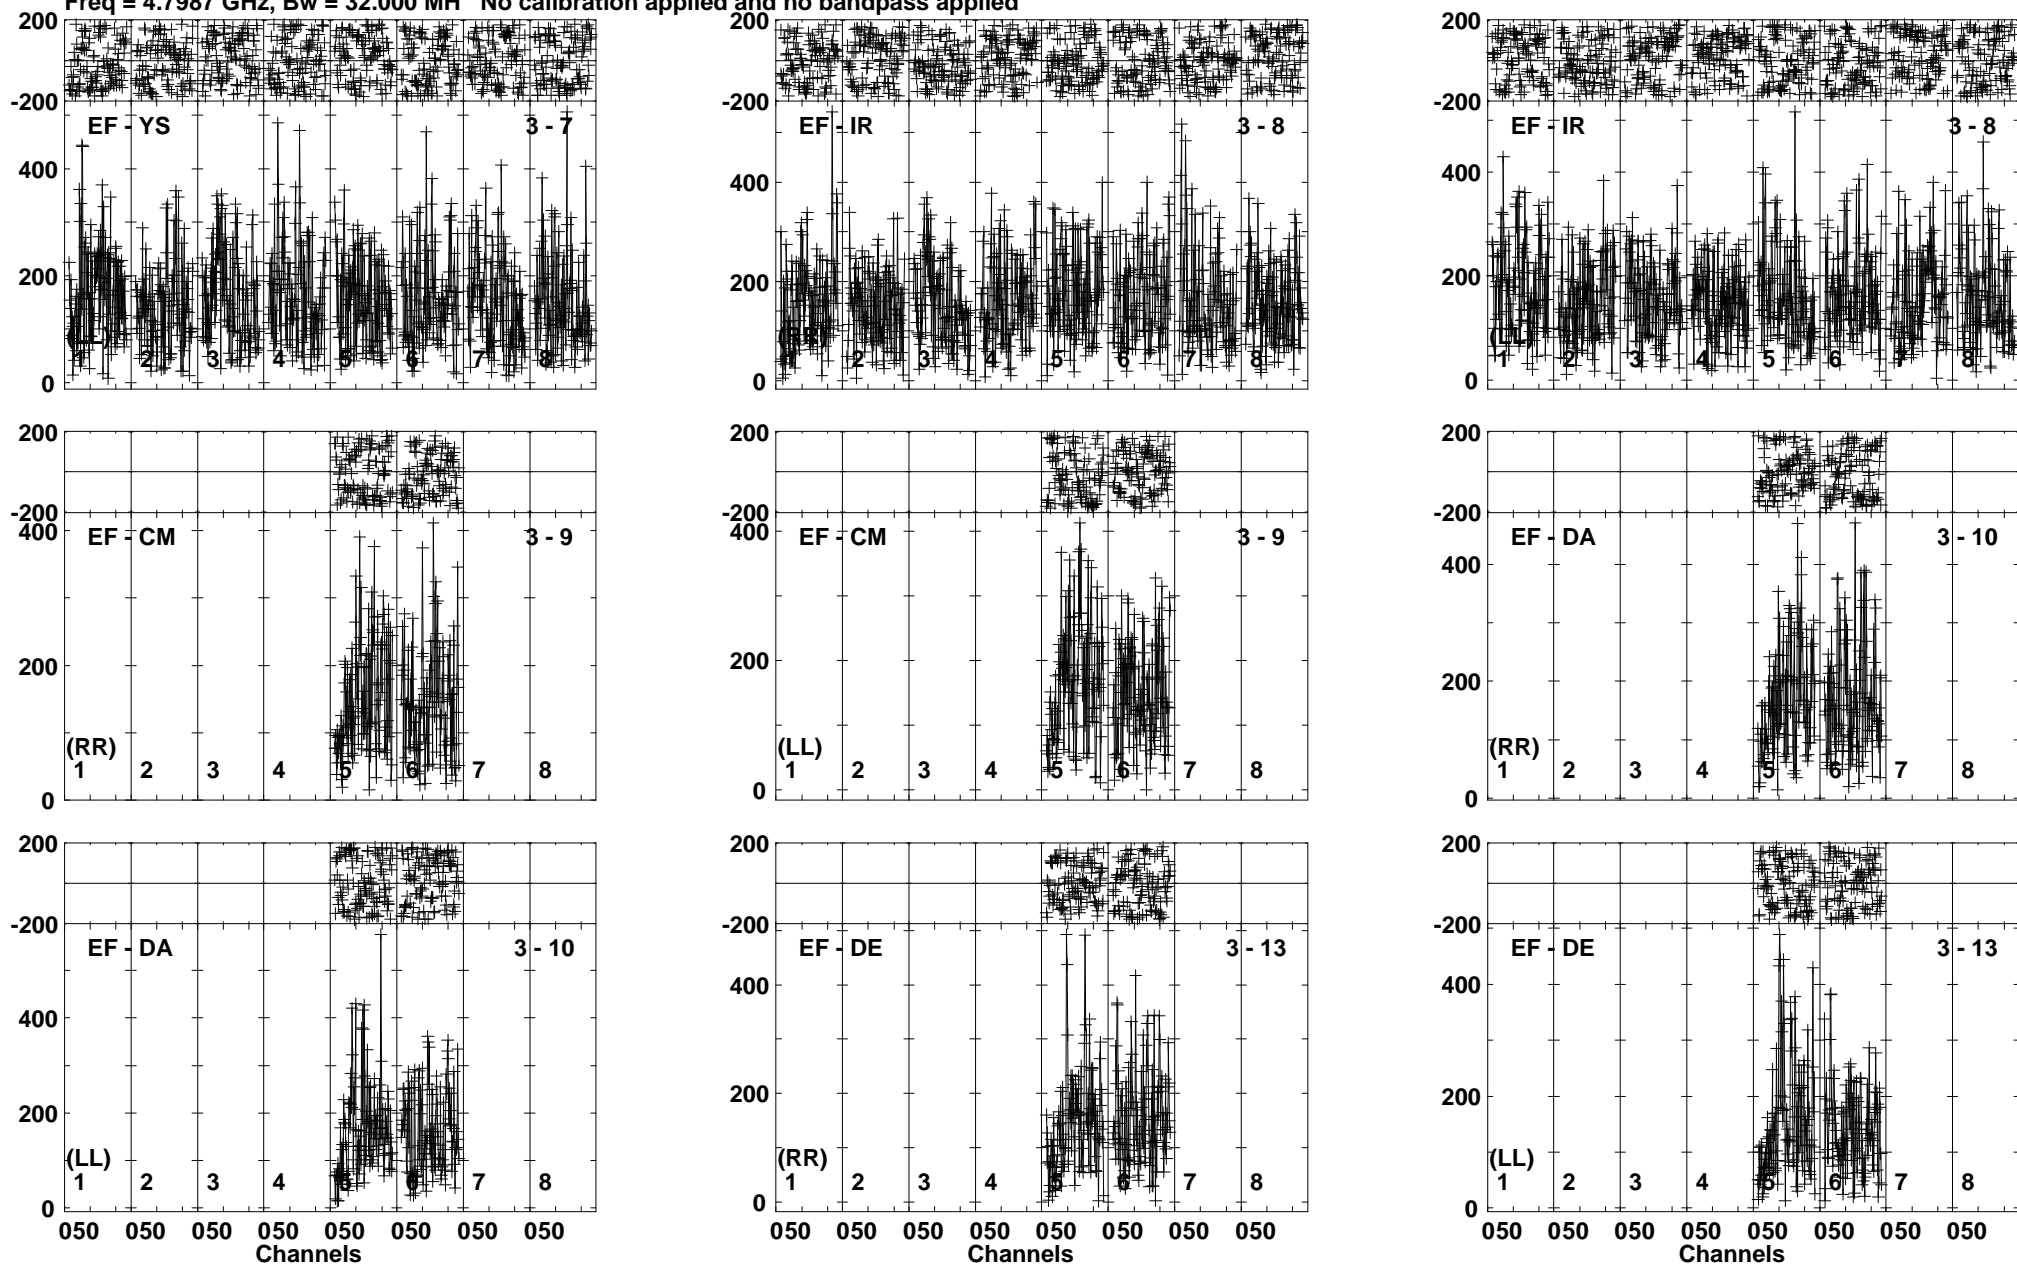 Freq = 4.7987 GHz, Bw = 32.000 MH No calibration applied and no bandpass applied
200 200 200
-200 -200 -200
EF - YS 3 - 7 EF - IR 3 - 8 EF - IR 3 - 8
400 400 400
200 200 200
(LL) (RR) (LL)
1 2 3 4 5 6 7 8 1 2 3 4 5 6 7 8 1 2 3 4 5 6 7 8
0 0 0
200 200 200
-200 -200 -200
EF - CM 3 - 9 EF - CM 3 - 9 EF - DA 3 - 10
400 400 400
200 200 200
(RR) (LL) (RR)
1 2 3 4 5 6 7 8 1 2 3 4 5 6 7 8 1 2 3 4 5 6 7 8
0 0 0
200 200 200
-200 -200 -200
EF - DA 3 - 10 EF - DE 3 - 13 EF - DE 3 - 13
400 400 400
200 200 200
(LL) (RR) (LL)
1 2 3 4 5 6 7 8 1 2 3 4 5 6 7 8 1 2 3 4 5 6 7 8
0 0 0
050 050 050 050 050 050 050 050 050 050 050 050 050 050 050 050 050 050 050 050 050 050 050 050
Channels Channels Channels